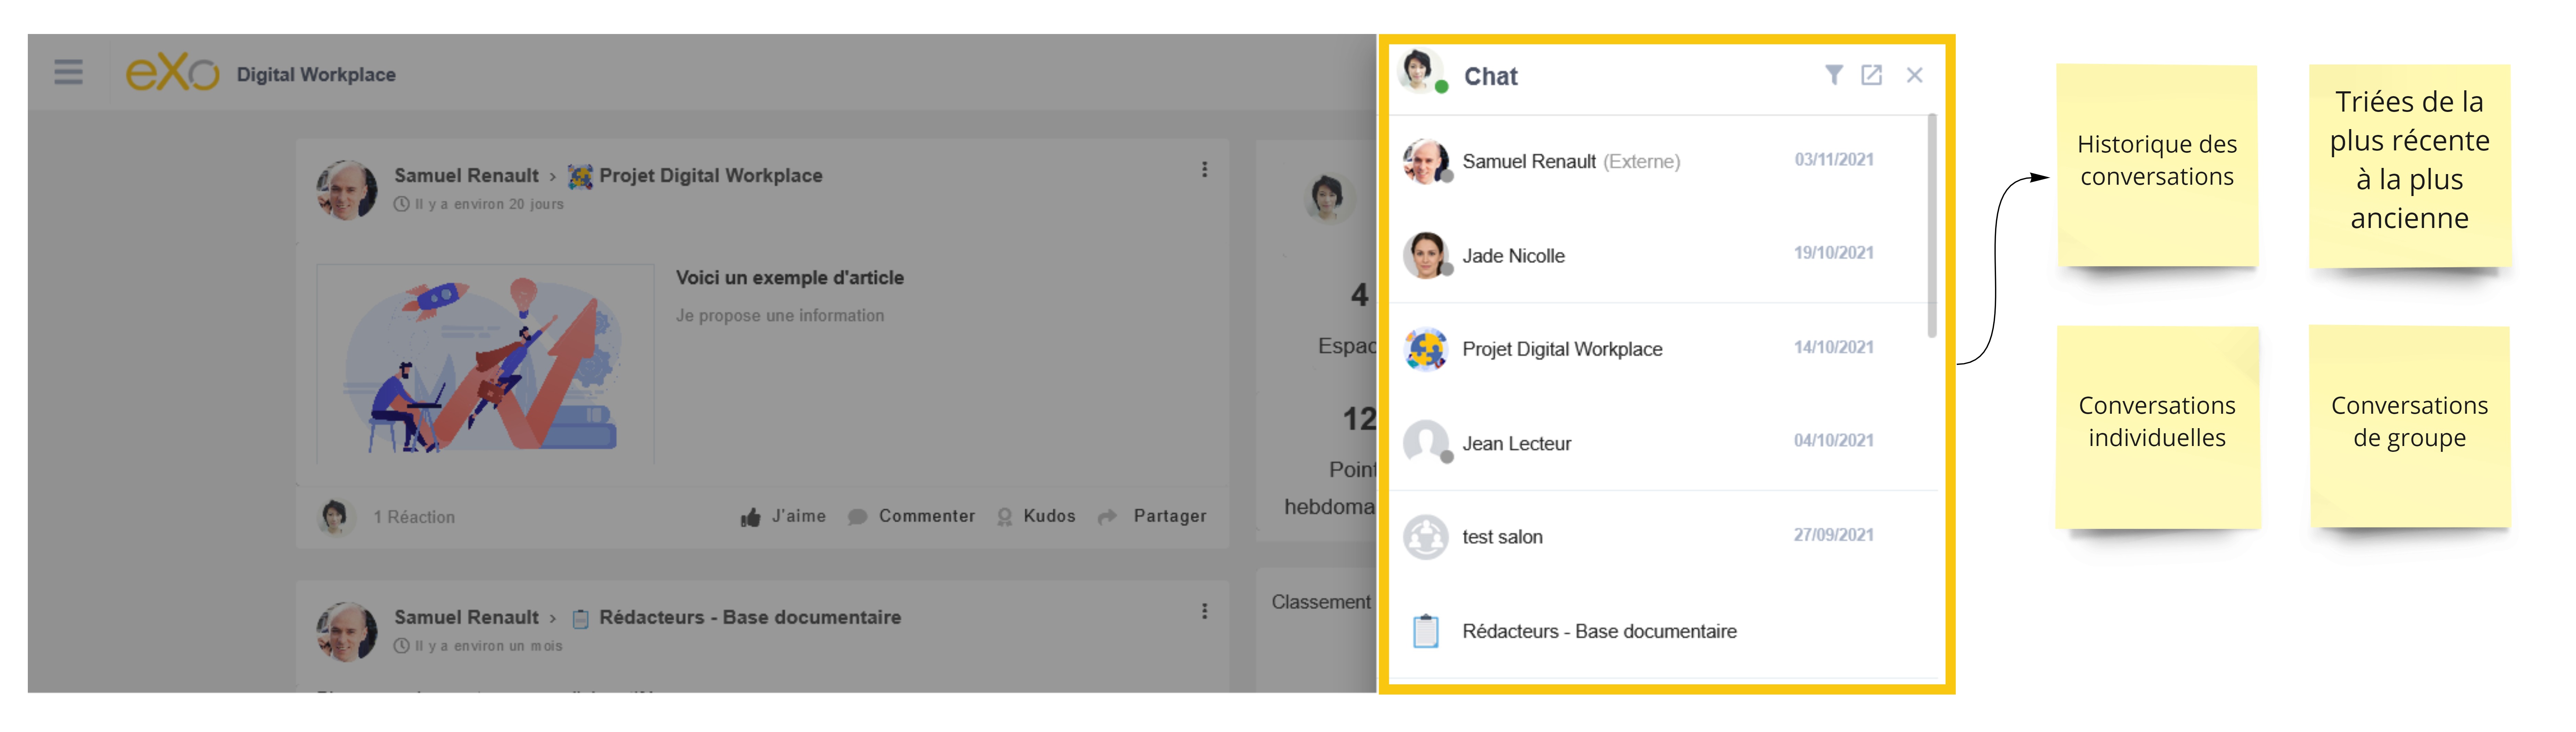 eXo Digital Workplace
Samuel Renault > Projet Digital Workplace
Il y a environ 20 jours
Voici un exemple d'article
Je propose une information
1 Réaction
J'aime
Commenter
Kudos
Partager
Samuel Renault > Rédacteurs - Base documentaire
Il y a environ un mois
4
12
Classement
Chat
Samuel Renault (Externe) 03/11/2021
Jade Nicolle 19/10/2021
Projet Digital Workplace 14/10/2021
Jean Lecteur 04/10/2021
test salon 27/09/2021
Rédacteurs - Base documentaire
Historique des
conversations
Triées de la
plus récente
à la plus
ancienne
Conversations
individuelles
Conversations
de groupe